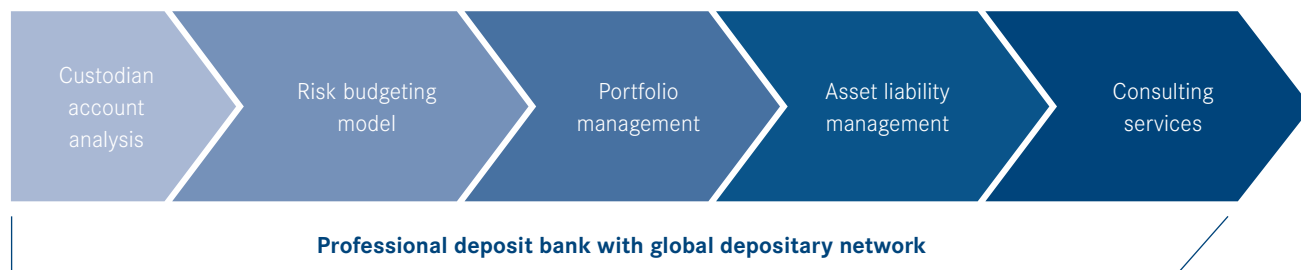 Custodian
account
analysis
Risk budgeting
model
Portfolio
management
Asset liability
management
Consulting
services
Professional deposit bank with global depositary network